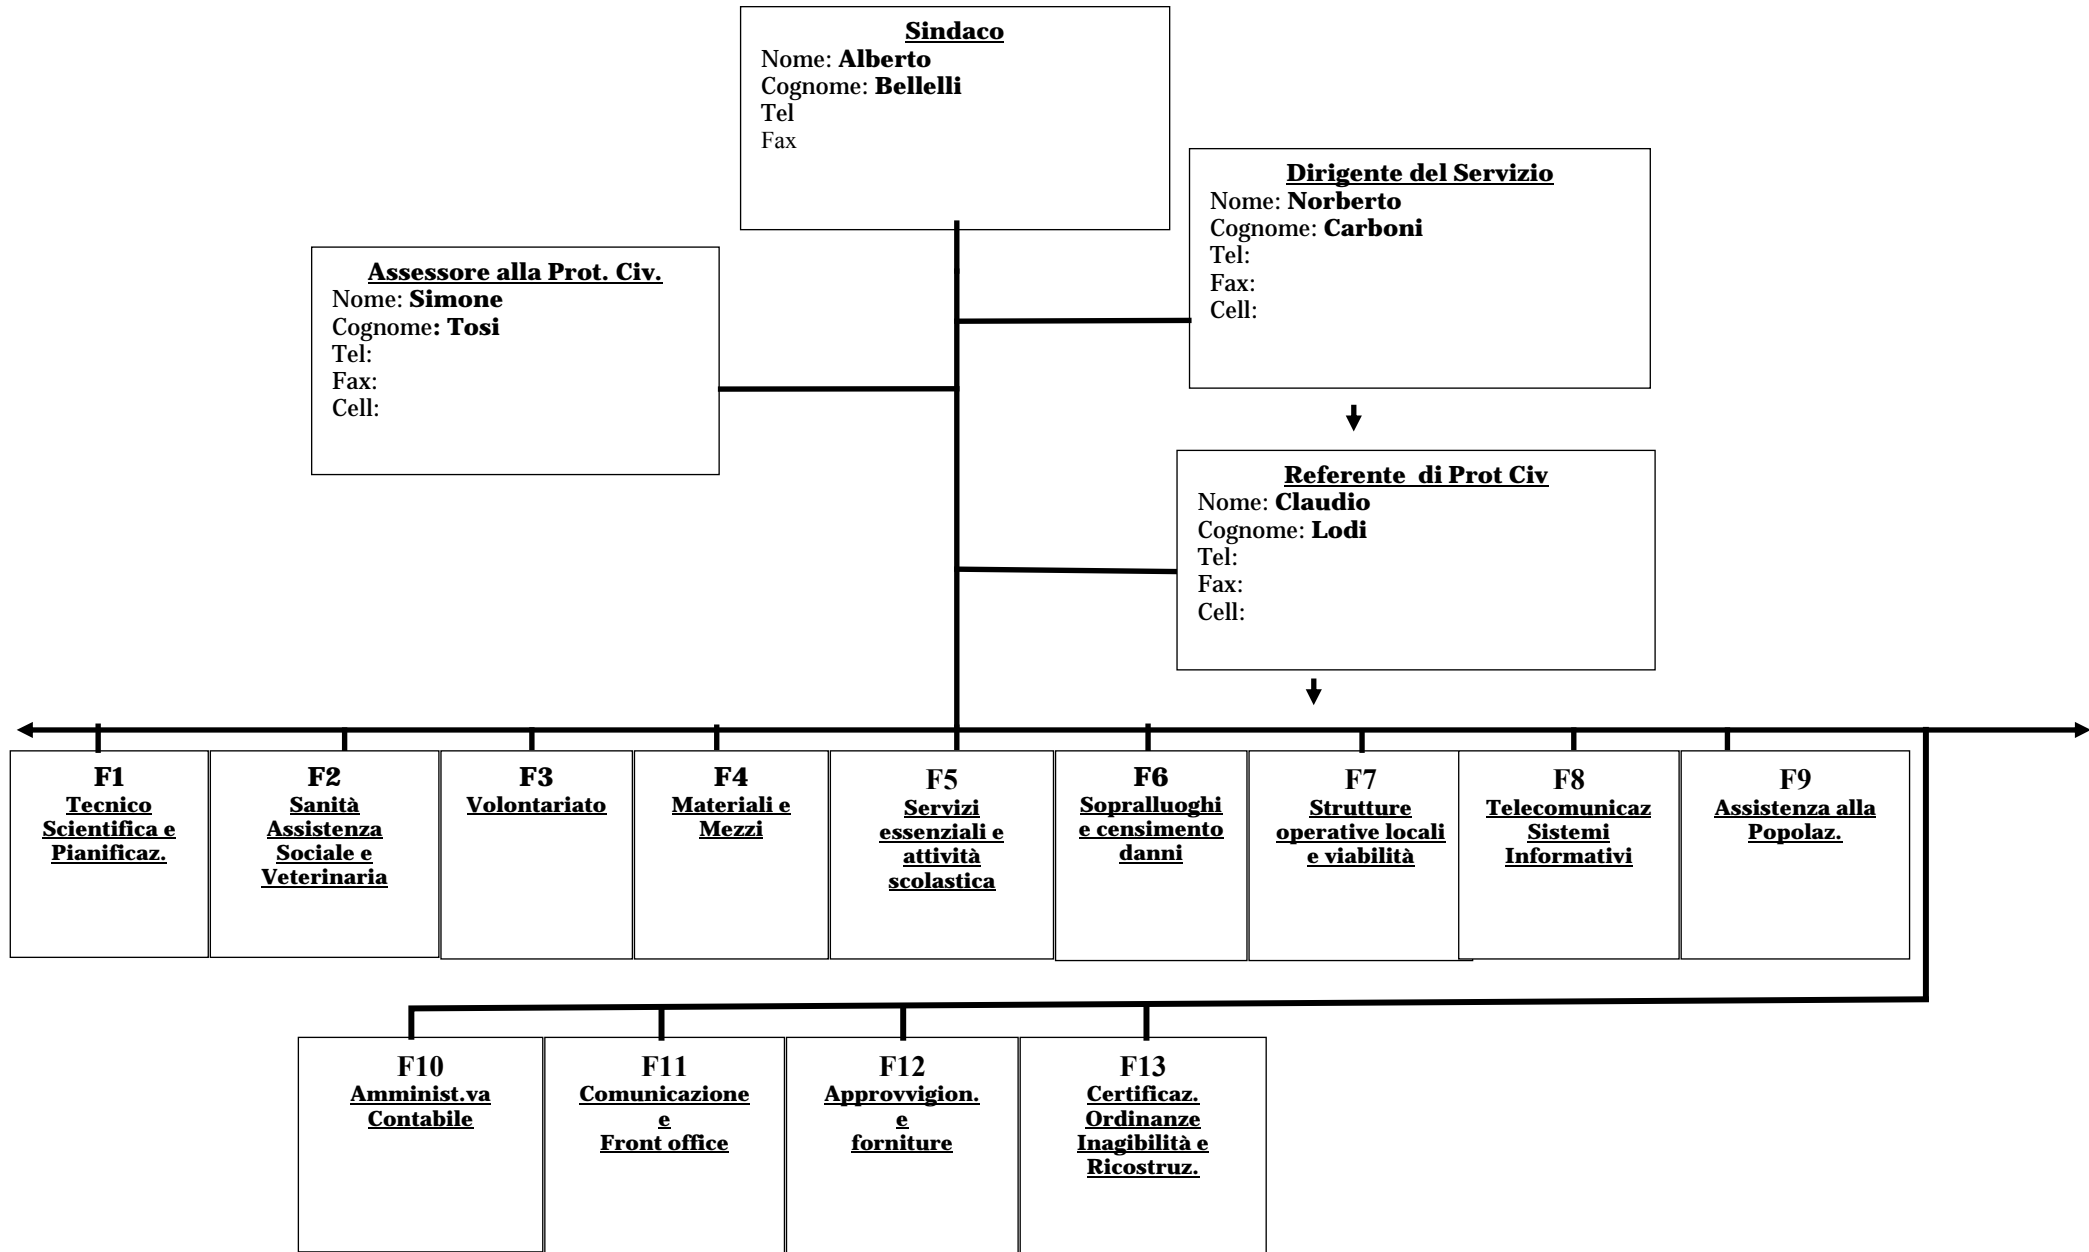 Sindaco
Nome: Alberto
Cognome: Bellelli
Tel
Fax
Dirigente del Servizio
Nome: Norberto
Cognome: Carboni
Tel:
Fax:
Cell:
Assessore alla Prot. Civ.
Nome: Simone
Cognome: Tosi
Tel:
Fax:
Cell:
Referente di Prot Civ
Nome: Claudio
Cognome: Lodi
Tel:
Fax:
Cell:
F1
Tecnico
Scientifica e
Pianificaz.
F2
Sanità
Assistenza
Sociale e
Veterinaria
F3
Volontariato
F4
Materiali e
Mezzi
F5
Servizi
essenziali e
attività
scolastica
F6
Sopralluoghi
e censimento
danni
F7
Strutture
operative locali
e viabilità
F8
Telecomunicaz
Sistemi
Informativi
F9
Assistenza alla
Popolaz.
F10
Amminist.va
Contabile
F11
Comunicazione
e
Front office
F12
Approvvigion.
e
forniture
F13
Certificaz.
Ordinanze
Inagibilità e
Ricostruz.